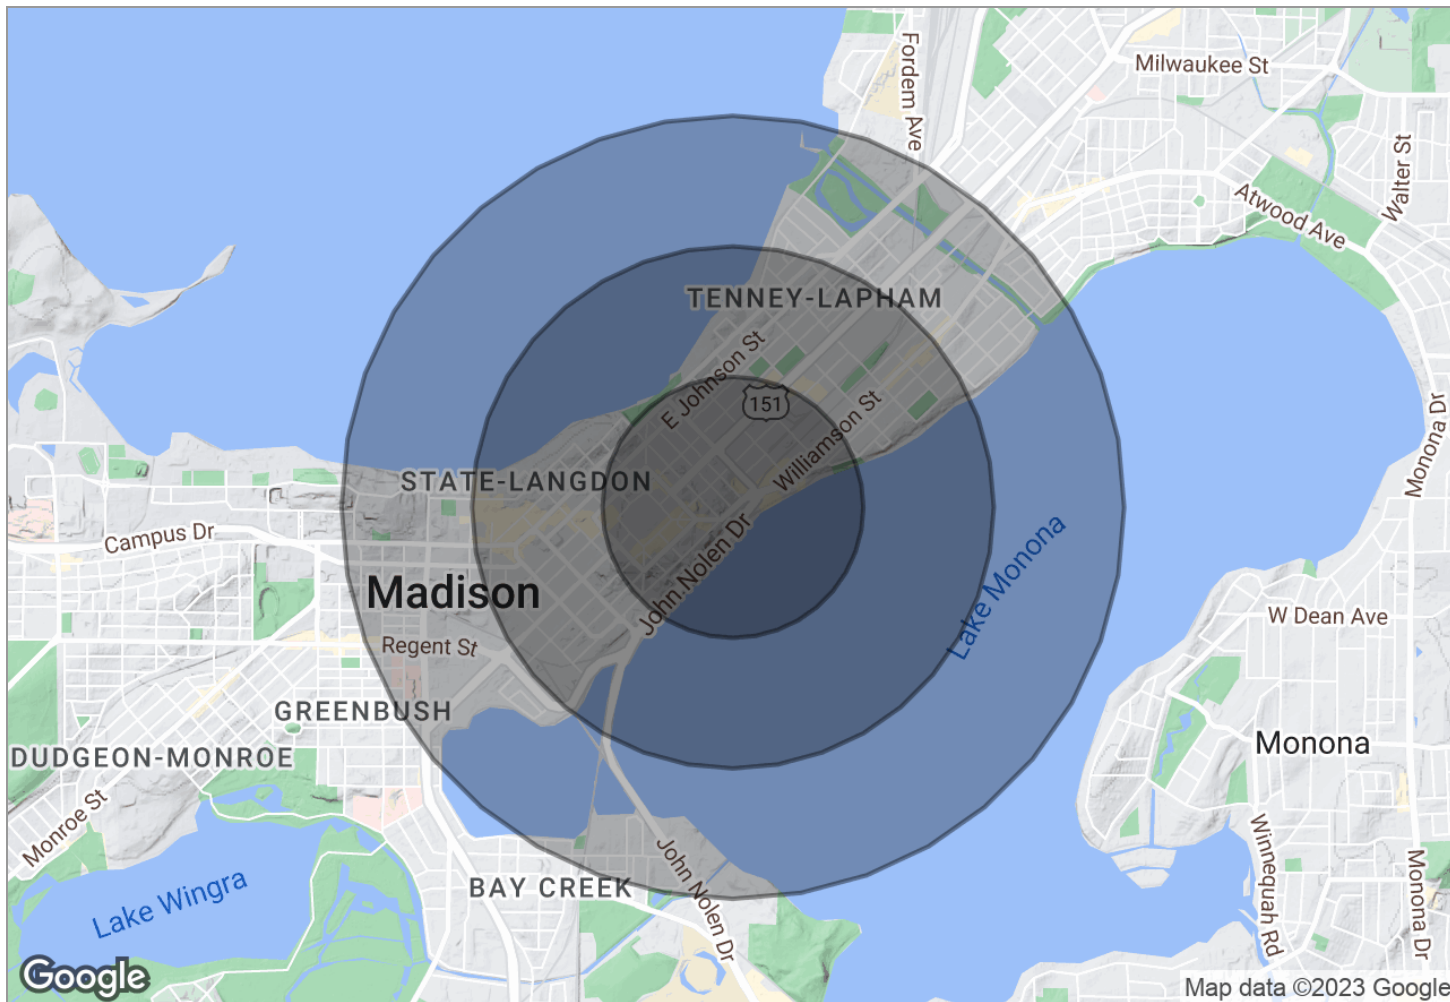 Fordem Ave
Milwaukee St
Walter St
Atwood Ave
TENNEY-LAPHAM
E Johnson St
151
Williamson St
Monona Dr
STATE-LANGDON
Campus Dr
John Nolen Dr
Lake Monona
Madison
W Dean Ave
Regent St
GREENBUSH
DUDGEON-MONROE
Monona
Monroe St
John Nolen Dr
Winnequah Rd
Monona Dr
BAY CREEK
Lake Wingra
Google
Map data ©2023 Google